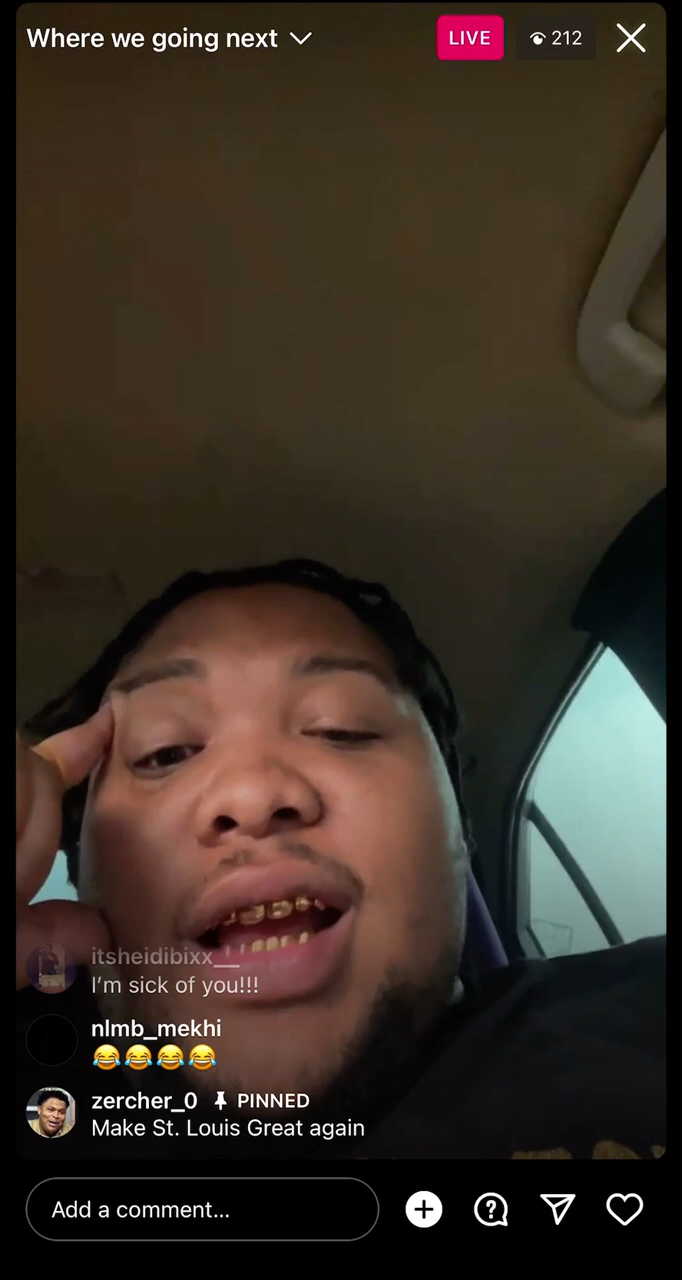 Where we going next
LIVE
212
itsheidibixx__
I’m sick of you!!!
nlmb_mekhi
😂😂😂😂
zercher_0 PINNED
Make St. Louis Great again
Add a comment...